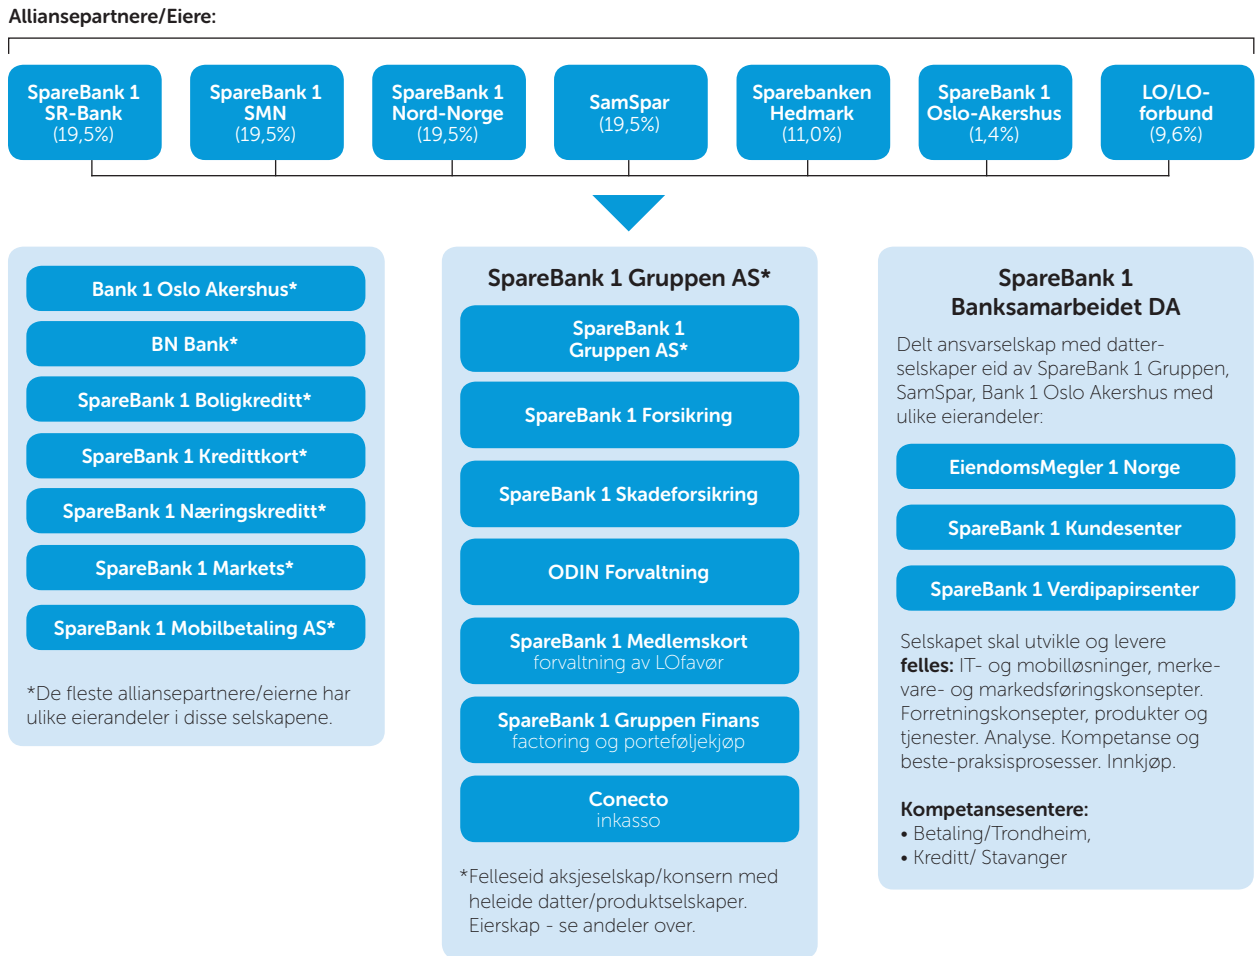 Alliansepartnere/Eiere:
SpareBank 1
SR-Bank
(19,5%)
SpareBank 1
SMN
(19,5%)
SpareBank 1
Nord-Norge
(19,5%)
SamSpar
(19,5%)
Sparebanken
Hedmark
(11,0%)
SpareBank 1
Oslo-Akershus
(1,4%)
LO/LO-
forbund
(9,6%)
Bank 1 Oslo Akershus*
BN Bank*
SpareBank 1 Boligkreditt*
SpareBank 1 Kredittkort*
SpareBank 1 Næringskreditt*
SpareBank 1 Markets*
SpareBank 1 Mobilbetaling AS*
*De fleste alliansepartnere/eierne har
ulike eierandeler i disse selskapene.
SpareBank 1 Gruppen AS*
SpareBank 1
Gruppen AS*
SpareBank 1 Forsikring
SpareBank 1 Skadeforsikring
ODIN Forvaltning
SpareBank 1 Medlemskort
forvaltning av LOfavør
SpareBank 1 Gruppen Finans
factoring og porteføljekjøp
Conecto
inkasso
*Felleseid aksjeselskap/konsern med
heleide datter/produktselskaper.
Eierskap - se andeler over.
SpareBank 1
Banksamarbeidet DA
Delt ansvarselskap med datter-
selskaper eid av SpareBank 1 Gruppen,
SamSpar, Bank 1 Oslo Akershus med
ulike eierandeler:
EiendomsMegler 1 Norge
SpareBank 1 Kundesenter
SpareBank 1 Verdipapirsenter
Selskapet skal utvikle og levere
felles: IT- og mobilløsninger, merke-
vare- og markedsføringskonsepter.
Forretningskonsepter, produkter og
tjenester. Analyse. Kompetanse og
beste-praksisprosesser. Innkjøp.
Kompetansesentere:
• Betaling/Trondheim,
• Kreditt/ Stavanger